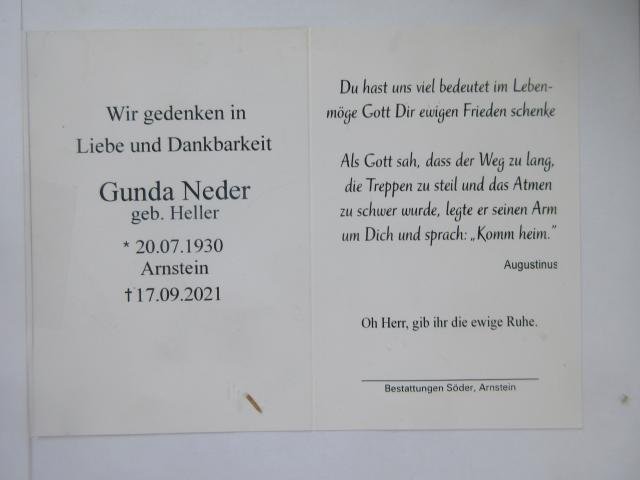 Wir gedenken in
Liebe und Dankbarkeit
Gunda Neder
geb. Heller
* 20.07.1930
Arnstein
† 17.09.2021
Du hast uns viel bedeutet im Leben-
möge Gott Dir ewigen Frieden schenke
Als Gott sah, dass der Weg zu lang,
die Treppen zu steil und das Atmen
zu schwer wurde, legte er seinen Arm
um Dich und sprach: „Komm heim."
Augustinus
Oh Herr, gib ihr die ewige Ruhe.
Bestattungen Söder, Arnstein